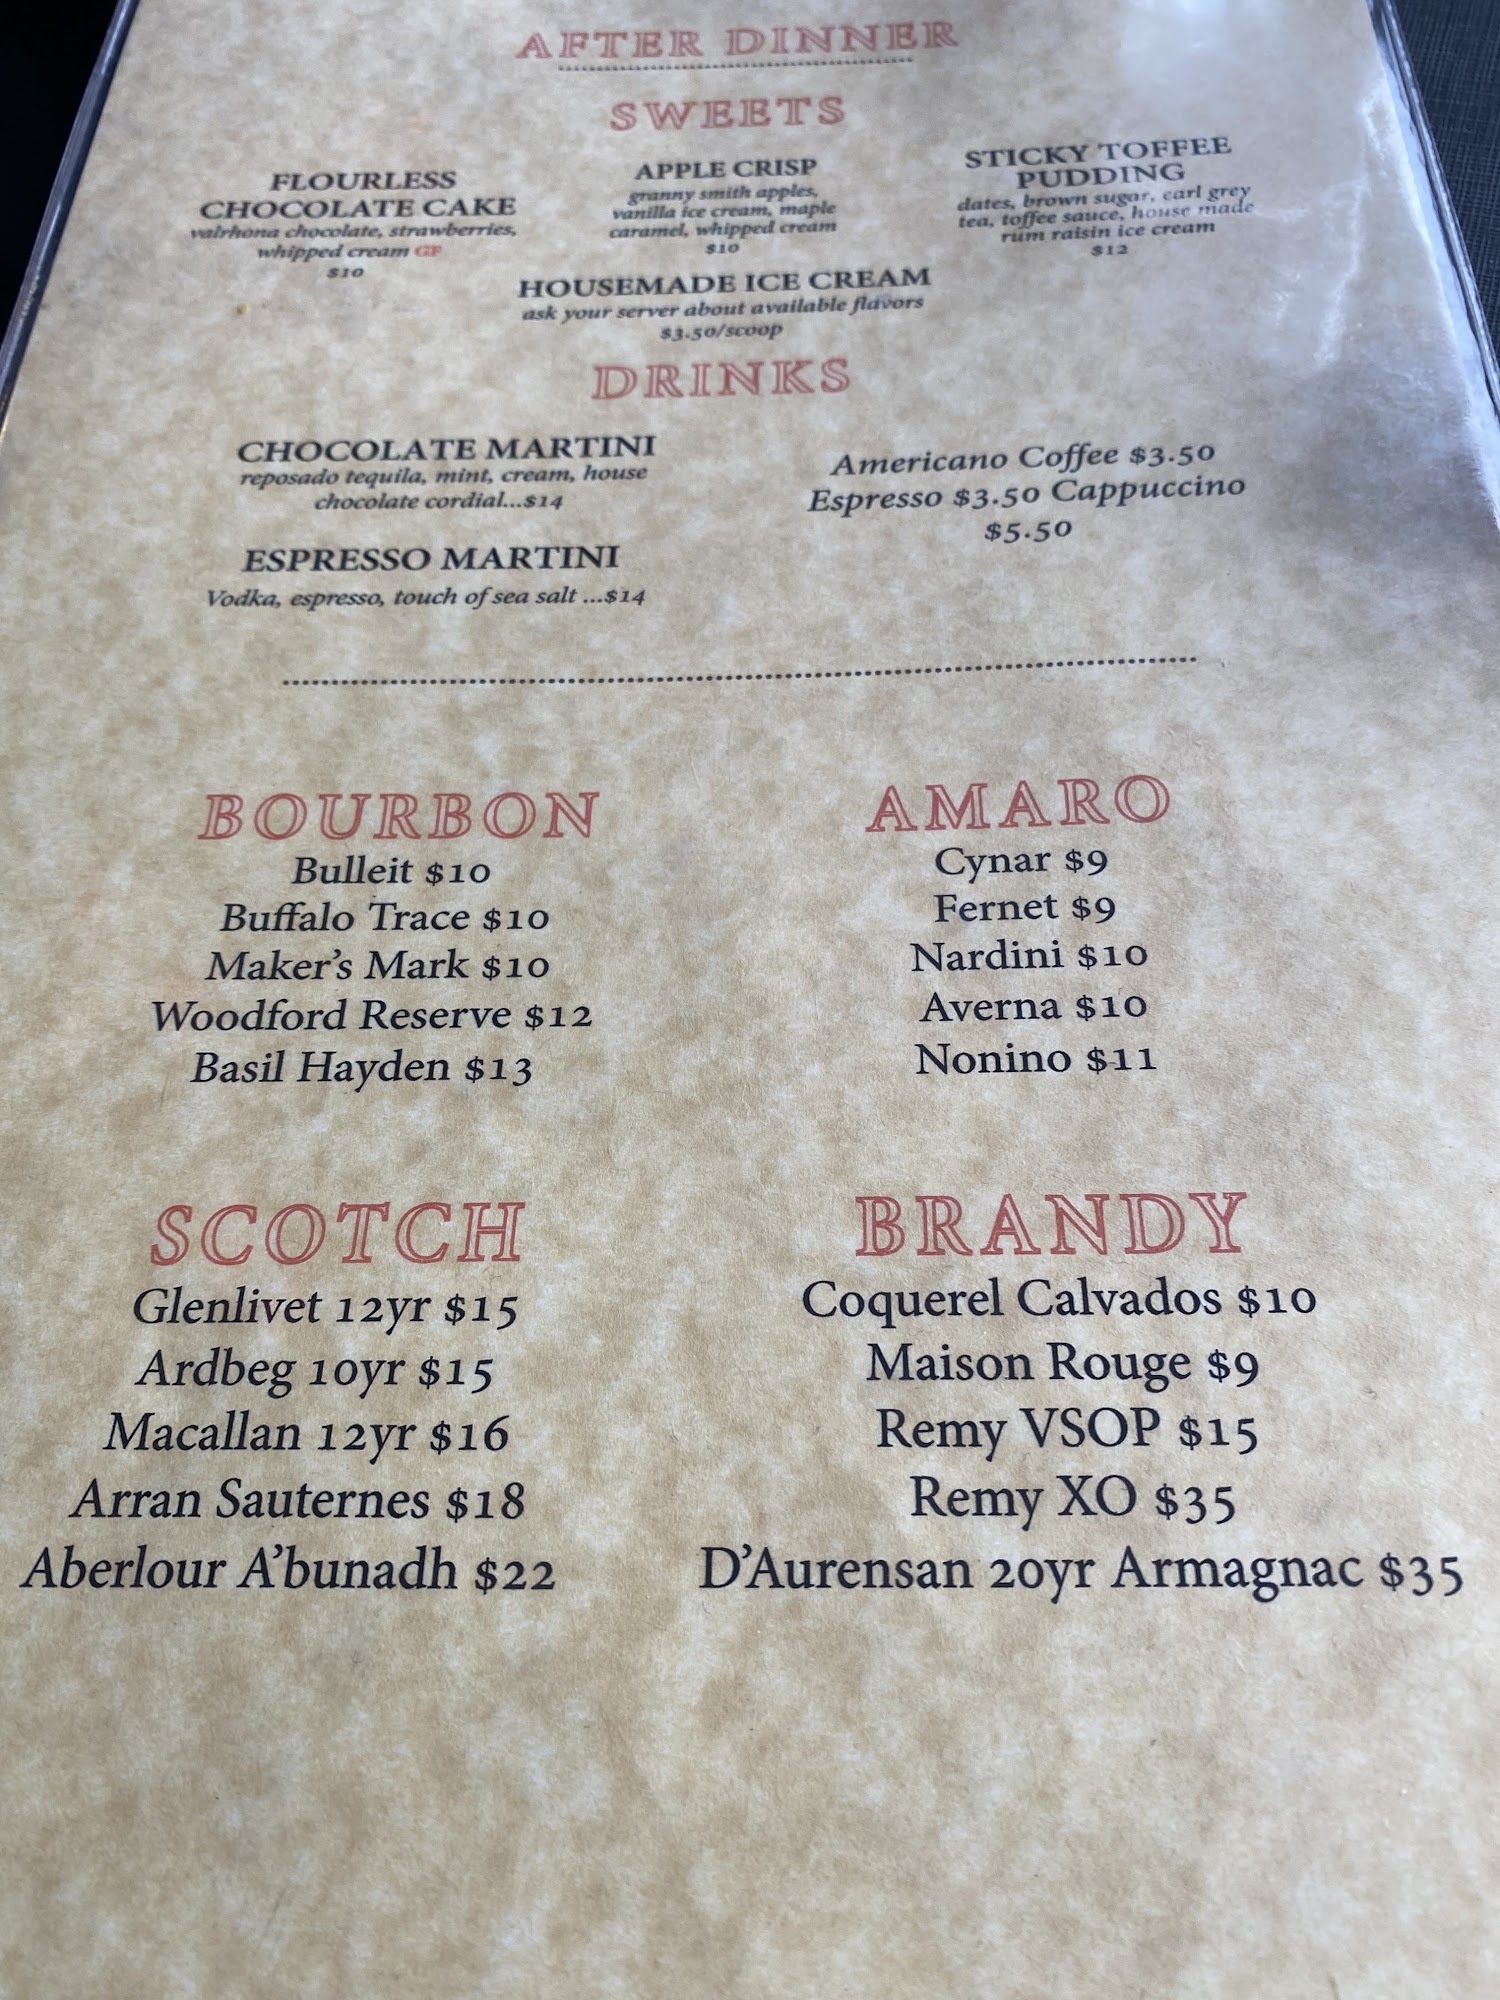 AFTER DINNER
SWEETS
FLOURLESS
CHOCOLATE CAKE
valrhona chocolate, strawberries,
whipped cream GF
$10
APPLE CRISP
granny smith apples,
vanilla ice cream, maple
caramel, whipped cream
$10
STICKY TOFFEE
PUDDING
dates, brown sugar, earl grey
tea, toffee sauce, house made
rum raisin ice cream
$12
HOUSEMADE ICE CREAM
ask your server about available flavors
$3.50/scoop
DRINKS
CHOCOLATE MARTINI
reposado tequila, mint, cream, house
chocolate cordial...$14
ESPRESSO MARTINI
Vodka, espresso, touch of sea salt ...$14
Americano Coffee $3.50
Espresso $3.50 Cappuccino
$5.50
BOURBON
Bulleit $10
Buffalo Trace $10
Maker's Mark $10
Woodford Reserve $12
Basil Hayden $13
AMARO
Cynar $9
Fernet $9
Nardini $10
Averna $10
Nonino $11
SCOTCH
Glenlivet 12yr $15
Ardbeg 10yr $15
Macallan 12yr $16
Arran Sauternes $18
Aberlour A'bunadh $22
BRANDY
Coquerel Calvados $10
Maison Rouge $9
Remy VSOP $15
Remy XO $35
D'Aurensan 20yr Armagnac $35